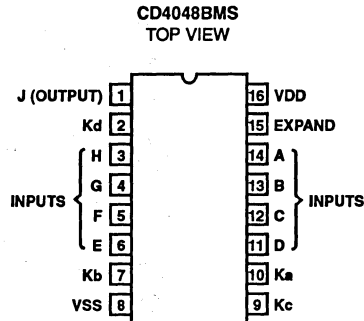 CD4048BMS
TOP VIEW
J (OUTPUT) 1 16 VDD
Kd 2 15 EXPAND
H 3 14 A
G 4 13 B
INPUTS INPUTS
F 5 12 C
E 6 11 D
Kb 7 10 Ka
VSS 8 9 Kc